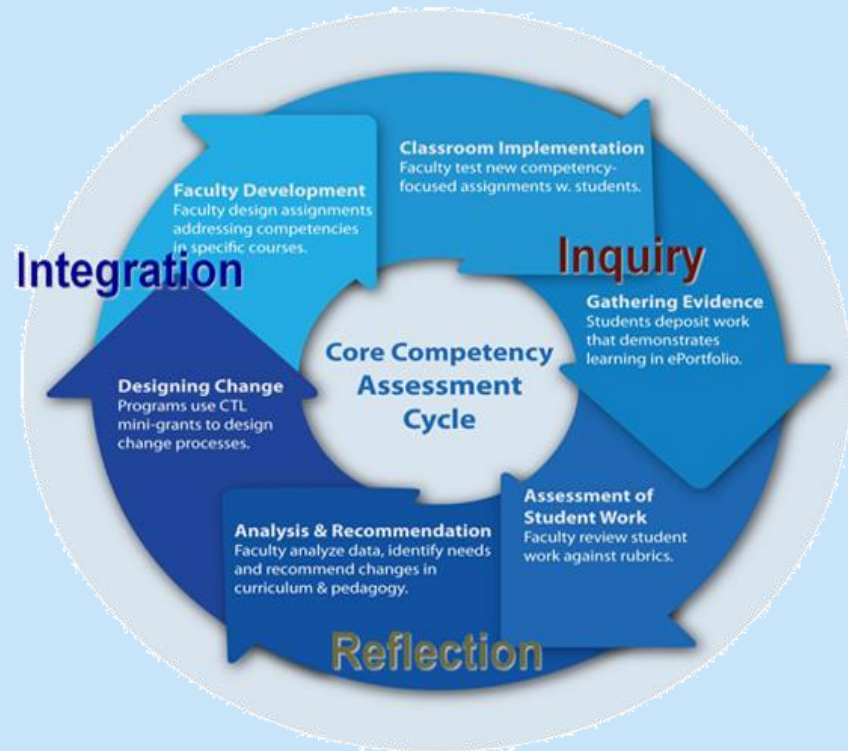 Classroom Implementation
Faculty test new competency-
focused assignments w. students.
Inquiry
Gathering Evidence
Students deposit work
that demonstrates
learning in ePortfolio.
Assessment of
Student Work
Faculty review student
work against rubrics.
Reflection
Analysis & Recommendation
Faculty analyze data, identify needs
and recommend changes in
curriculum & pedagogy.
Designing Change
Programs use CTL
mini-grants to design
change processes.
Integration
Faculty Development
Faculty design assignments
addressing competencies
in specific courses.
Core Competency
Assessment
Cycle